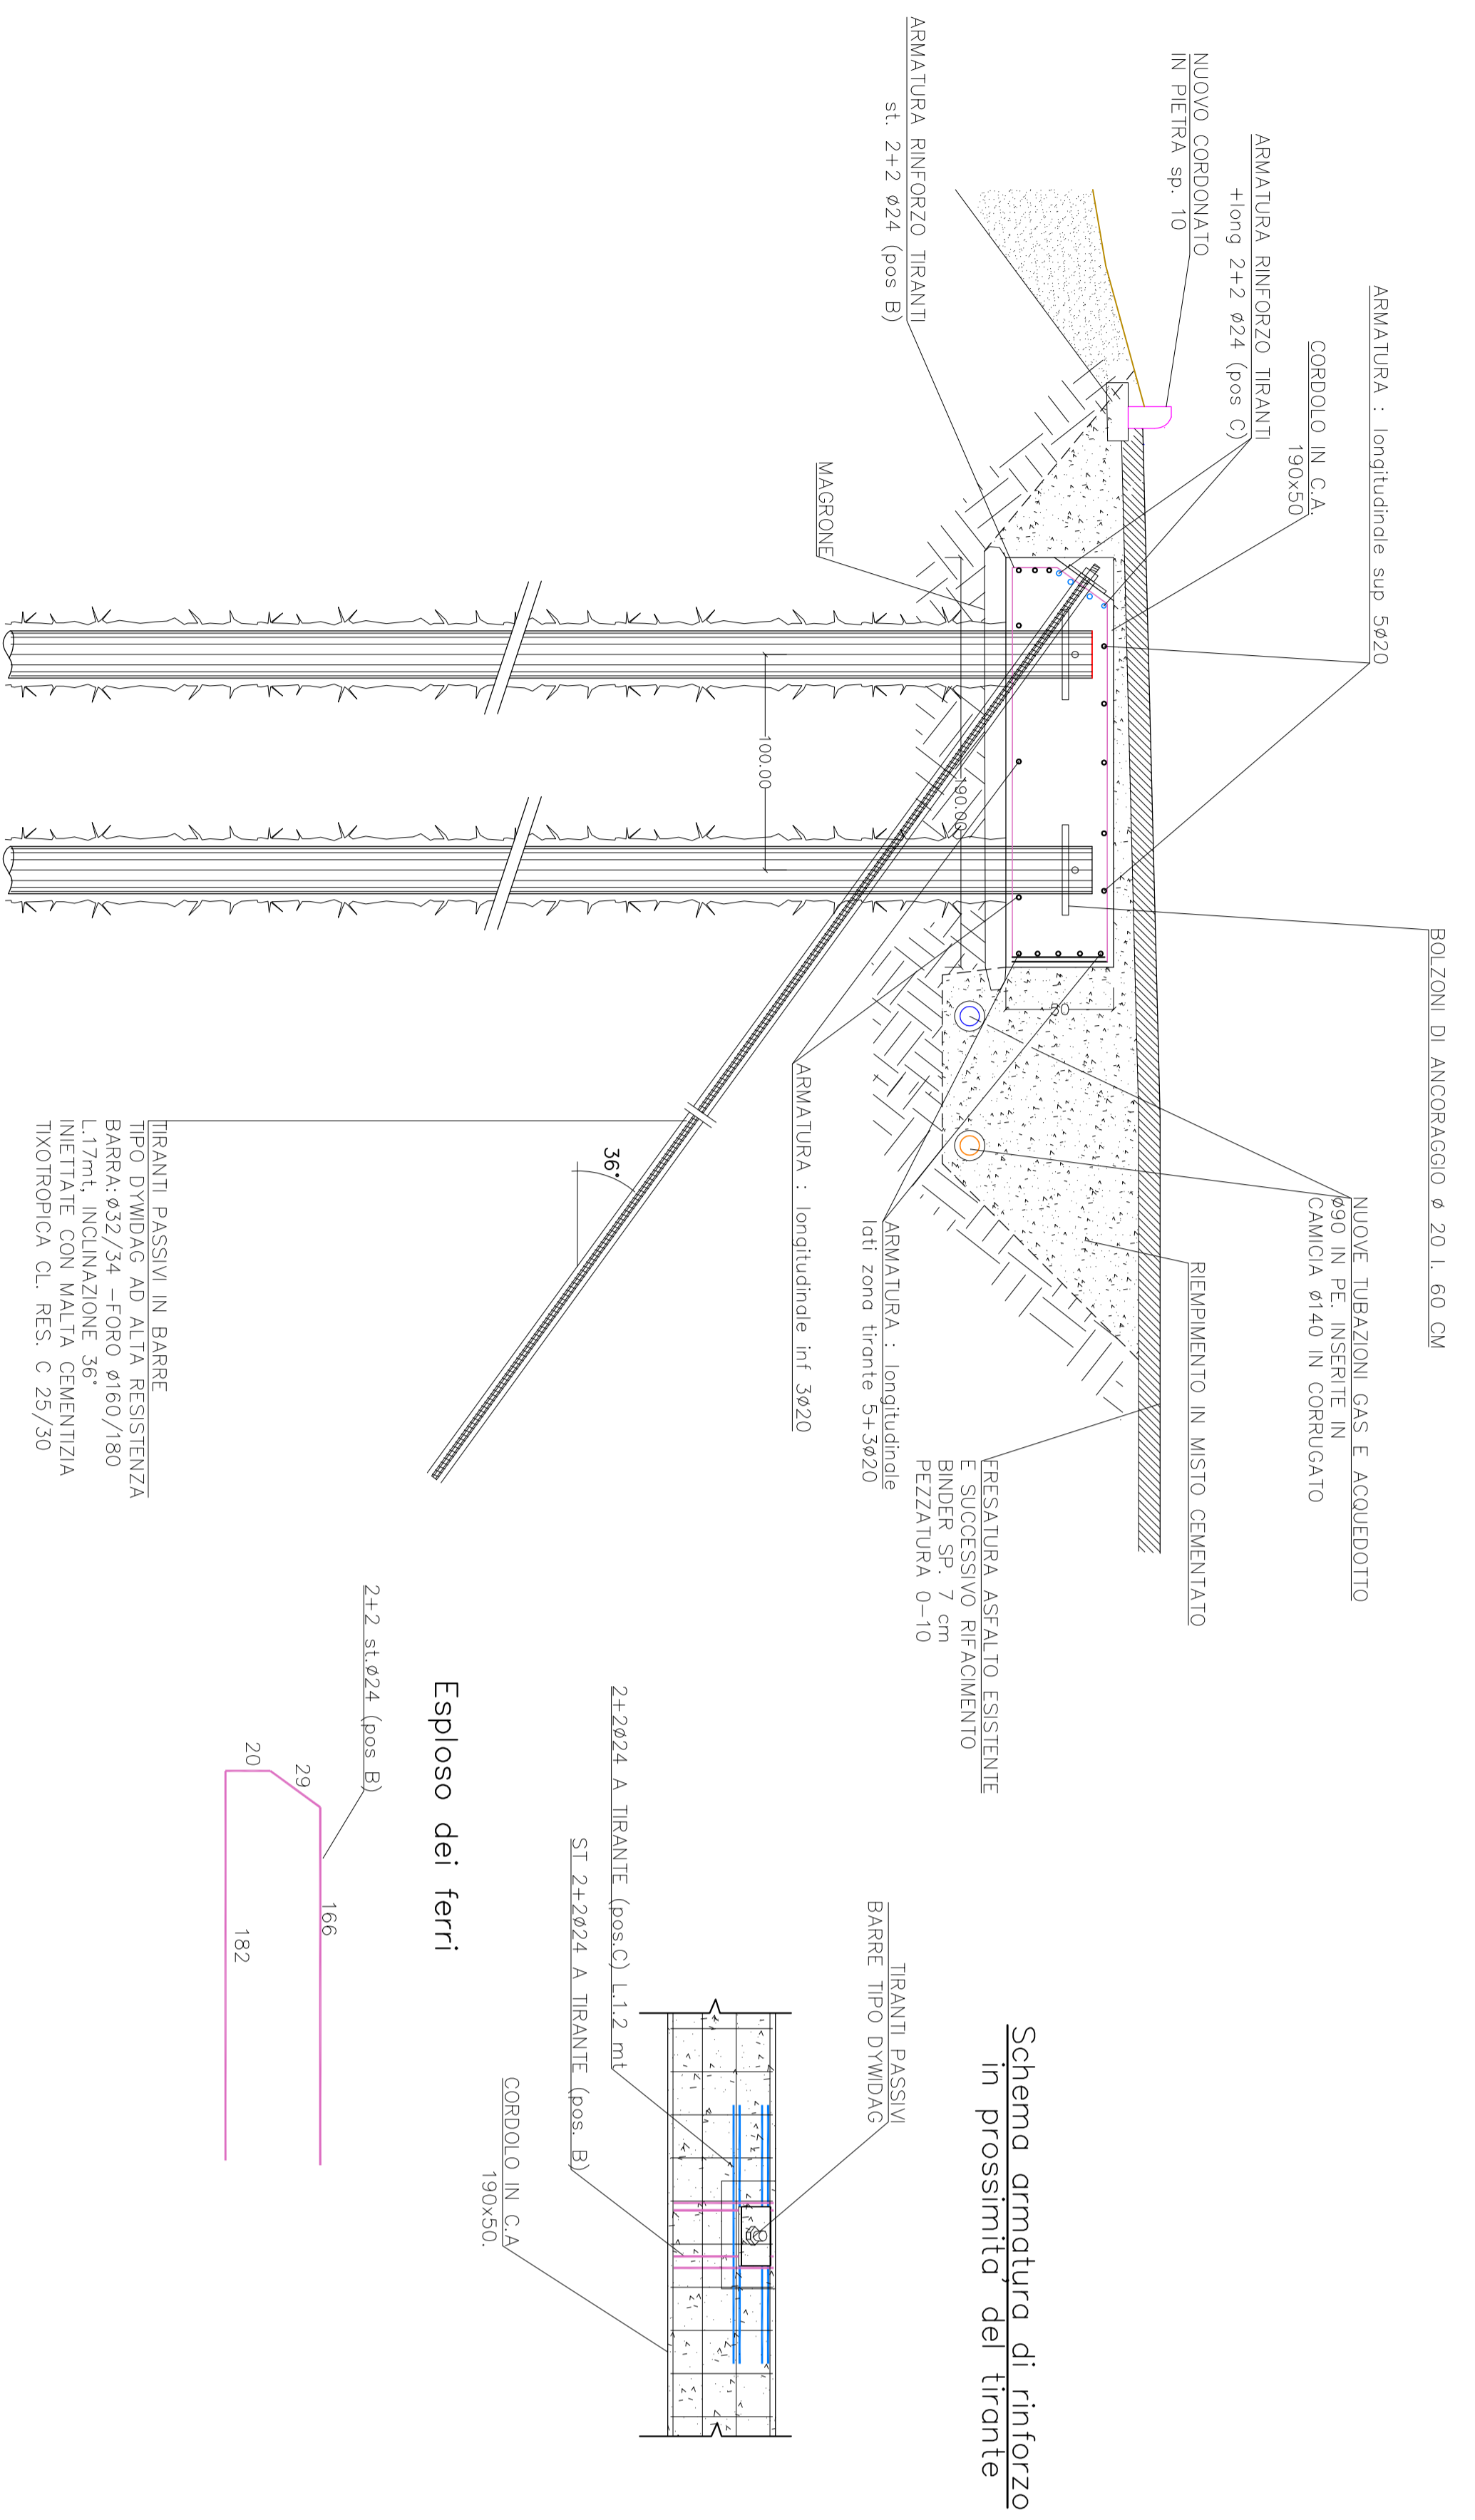 ARMATURA : longitudinale sup 5ø20
CORDOLO IN C.A.
190x50
ARMATURA RINFORZO TIRANTI
+long 2+2 ø24 (pos C)
NUOVO CORDONATO
IN PIETRA sp. 10
ARMATURA RINFORZO TIRANTI
st. 2+2 ø24 (pos B)
MAGRONE
BOLZONI DI ANCORAGGIO ø 20 l. 60 CM
NUOVE TUBAZIONI GAS E ACQUEDOTTO
ø90 IN PE. INSERITE IN
CAMICIA ø140 IN CORRUGATO
RIEMPIMENTO IN MISTO CEMENTATO
FRESATURA ASFALTO ESISTENTE
E SUCCESSIVO RIFACIMENTO
BINDER SP. 7 cm
PEZZATURA 0-10
ARMATURA : longitudinale
lati zona tirante 5+3ø20
ARMATURA : longitudinale inf 3ø20
50
190.00
100.00
36°
TIRANTI PASSIVI IN BARRE
TIPO DYWIDAG AD ALTA RESISTENZA
BARRA: ø32/34 -FORO ø160/180
L.17mt, INCLINAZIONE 36°
INIETTATE CON MALTA CEMENTIZIA
TIXOTROPICA CL. RES. C 25/30
Schema armatura di rinforzo
in prossimita' del tirante
TIRANTI PASSIVI
BARRE TIPO DYWIDAG
2+2ø24 A TIRANTE (pos.C) L.1.2 mt
ST 2+2ø24 A TIRANTE (pos. B)
CORDOLO IN C.A
190x50.
Esploso dei ferri
2+2 st.ø24 (pos B)
20
29
166
182